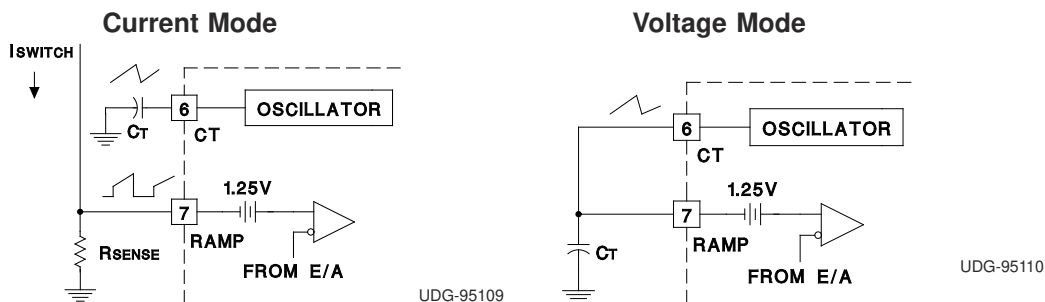 Current Mode
ISWITCH
6
OSCILLATOR
CT
CT
1.25V
7
RAMP
RSENSE
FROM E/A
UDG-95109
Voltage Mode
6
OSCILLATOR
CT
1.25V
7
RAMP
CT
FROM E/A
UDG-95110